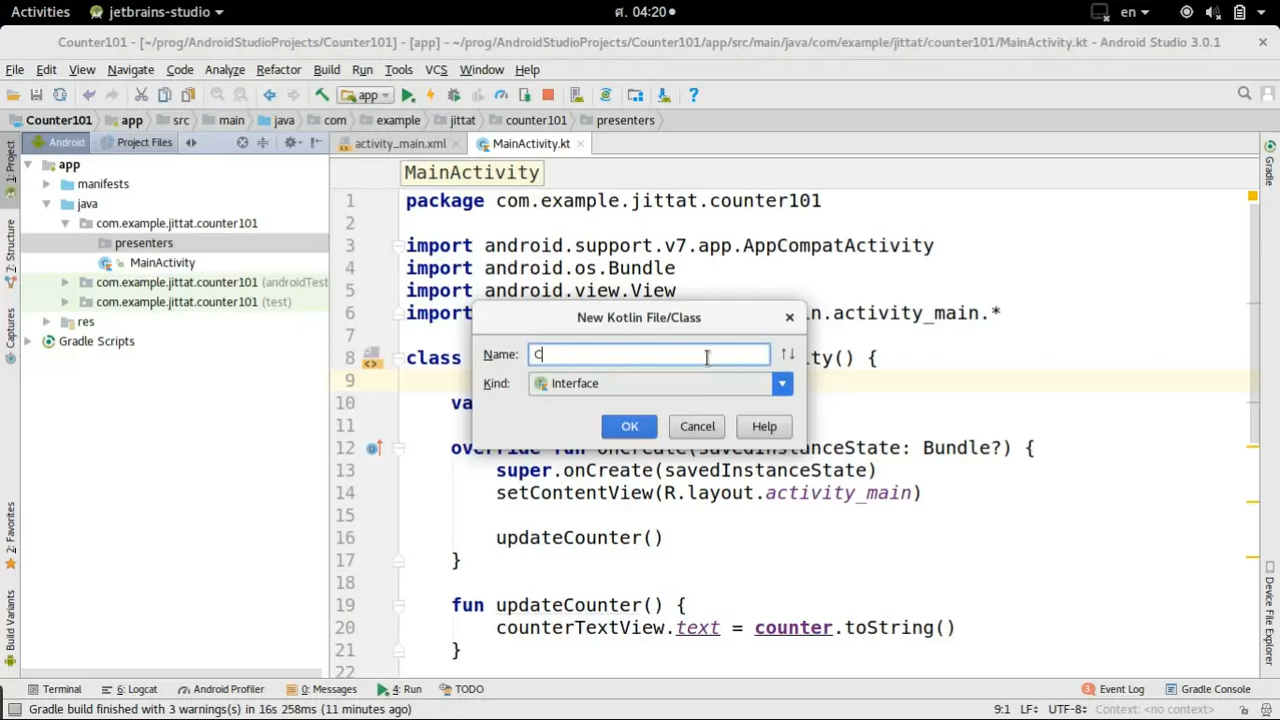 Activities jetbrains-studio ศ. 04:20 en
Counter101 - [~/prog/AndroidStudioProjects/Counter101] - [app] - ~/prog/AndroidStudioProjects/Counter101/app/src/main/java/com/example/jittat/counter101/MainActivity.kt - Android Studio 3.0.1
File Edit View Navigate Code Analyze Refactor Build Run Tools VCS Window Help
app
Counter101 app src main java com example jittat counter101 presenters
Android Project Files activity_main.xml MainActivity.kt
MainActivity
app
manifests
java
com.example.jittat.counter101
presenters
MainActivity
com.example.jittat.counter101 (androidTest
com.example.jittat.counter101 (test)
res
Gradle Scripts
1: Project
7: Structure
Captures
2: Favorites
Build Variants
1 package com.example.jittat.counter101
2
3 import android.support.v7.app.AppCompatActivity
4 import android.os.Bundle
5 import android.view.View
6 import n.activity_main.*
7
8 class ity() {
9
10 va
11
12 override fun onCreate(savedInstanceState: Bundle?) {
13 super.onCreate(savedInstanceState)
14 setContentView(R.layout.activity_main)
15
16 updateCounter()
17 }
18
19 fun updateCounter() {
20 counterTextView.text = counter.toString()
21 }
22
New Kotlin File/Class
Name: C
Kind: Interface
OK Cancel Help
Gradle
Device File Explorer
Terminal 6: Logcat Android Profiler 0: Messages 4: Run TODO 3 Event Log Gradle Console
Gradle build finished with 3 warnings(s) in 16s 258ms (11 minutes ago) 9:1 LF÷ UTF-8÷ Context: <no context>